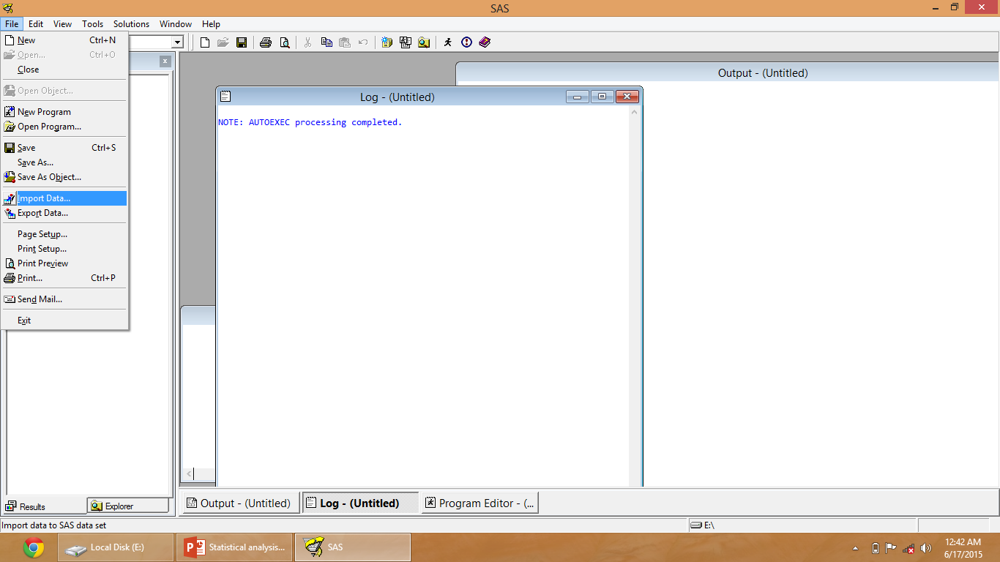 SAS
File Edit View Tools Solutions Window Help
New Ctrl+N
Open... Ctrl+O
Close
Open Object...
New Program
Open Program...
Save Ctrl+S
Save As...
Save As Object...
Import Data...
Export Data...
Page Setup...
Print Setup...
Print Preview
Print... Ctrl+P
Send Mail...
Exit
Output - (Untitled)
Log - (Untitled)
NOTE: AUTOEXEC processing completed.
Results Explorer
Output - (Untitled) Log - (Untitled) Program Editor - (...
Import data to SAS data set E:\
Local Disk (E:) Statistical analysis... SAS
12:42 AM
6/17/2015